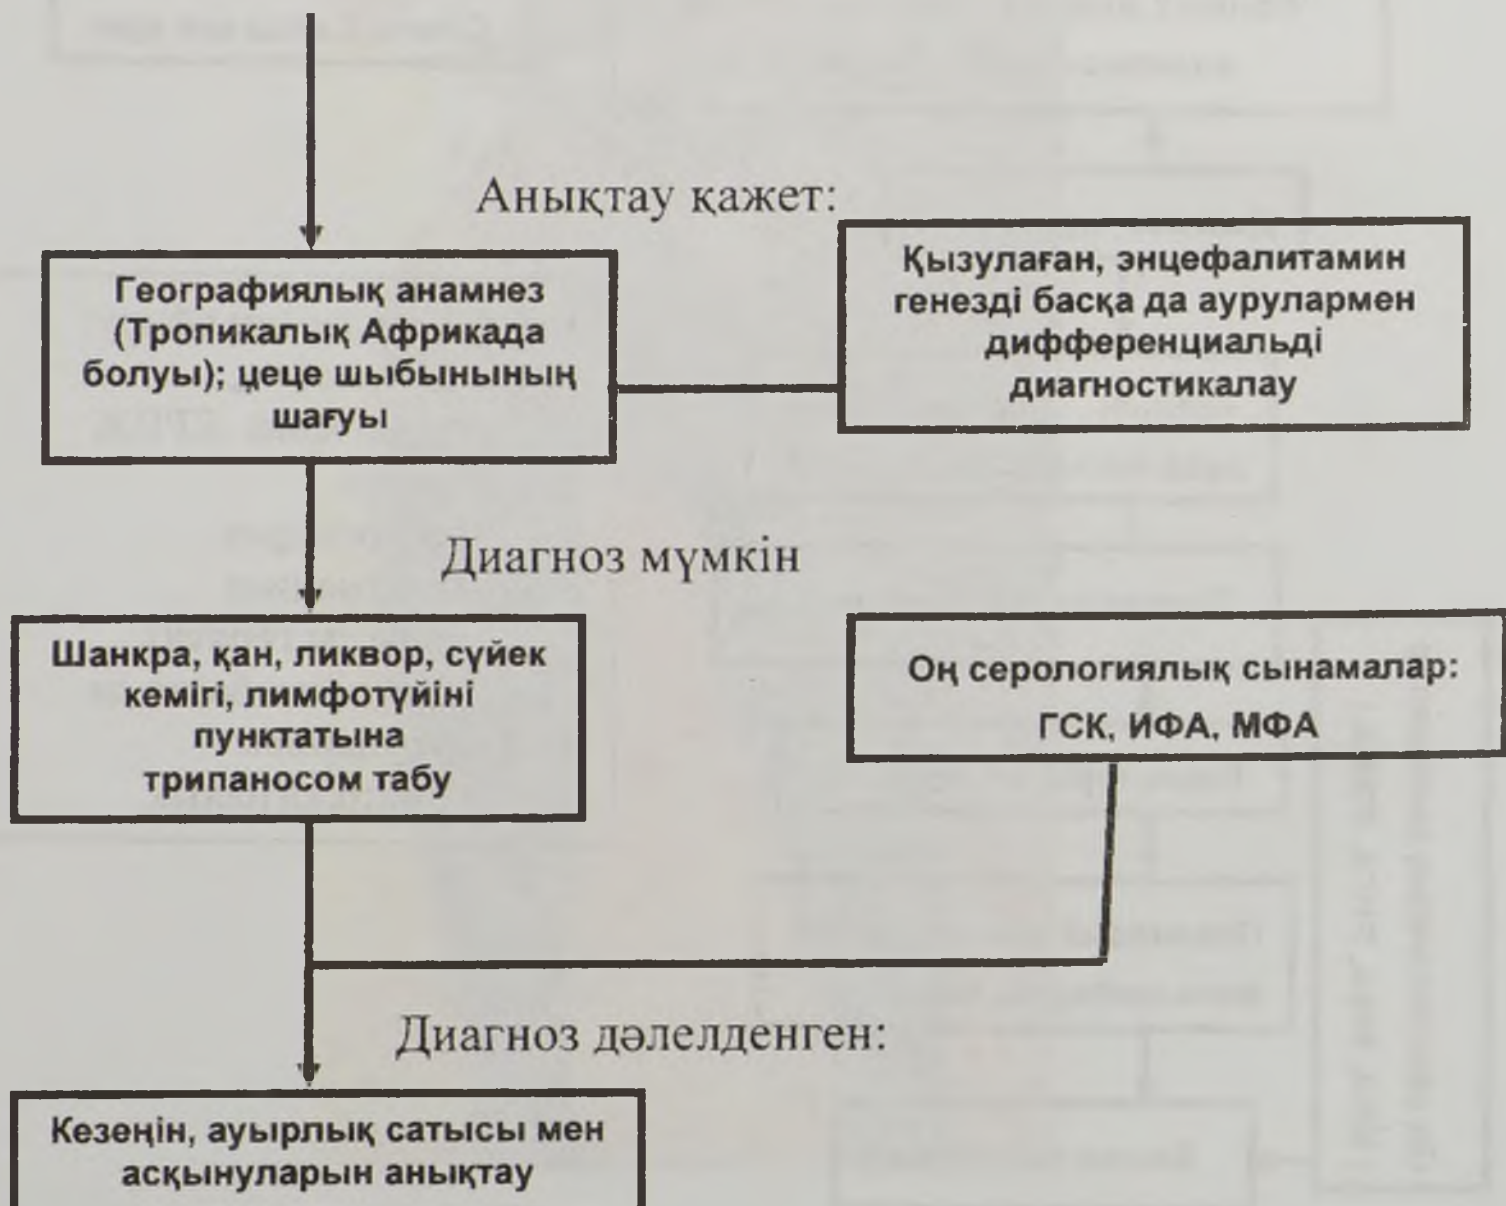 Анықтау қажет:
Географиялық анамнез
(Тропикалық Африкада
болуы); цеце шыбынының
шағуы
Қызулаған, энцефалитамин
генезді басқа да аурулармен
дифференциальді
диагностикалау
Диагноз мүмкін
Шанкра, қан, ликвор, сүйек
кемігі, лимфотүйіні
пунктатына
трипаносом табу
Оң серологиялық сынамалар:
ГСК, ИФА, МФА
Диагноз дәлелденген:
Кезеңін, ауырлық сатысы мен
асқынуларын анықтау